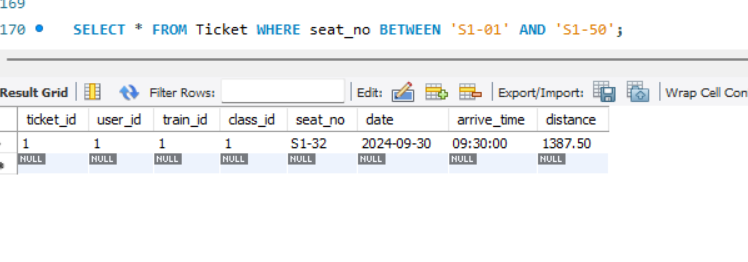 169
170 SELECT * FROM Ticket WHERE seat_no BETWEEN 'S1-01' AND 'S1-50';
Result Grid Filter Rows: Edit: Export/Import: Wrap Cell Con
ticket_id user_id train_id class_id seat_no date arrive_time distance
1 1 1 1 S1-32 2024-09-30 09:30:00 1387.50
NULL NULL NULL NULL NULL NULL NULL NULL